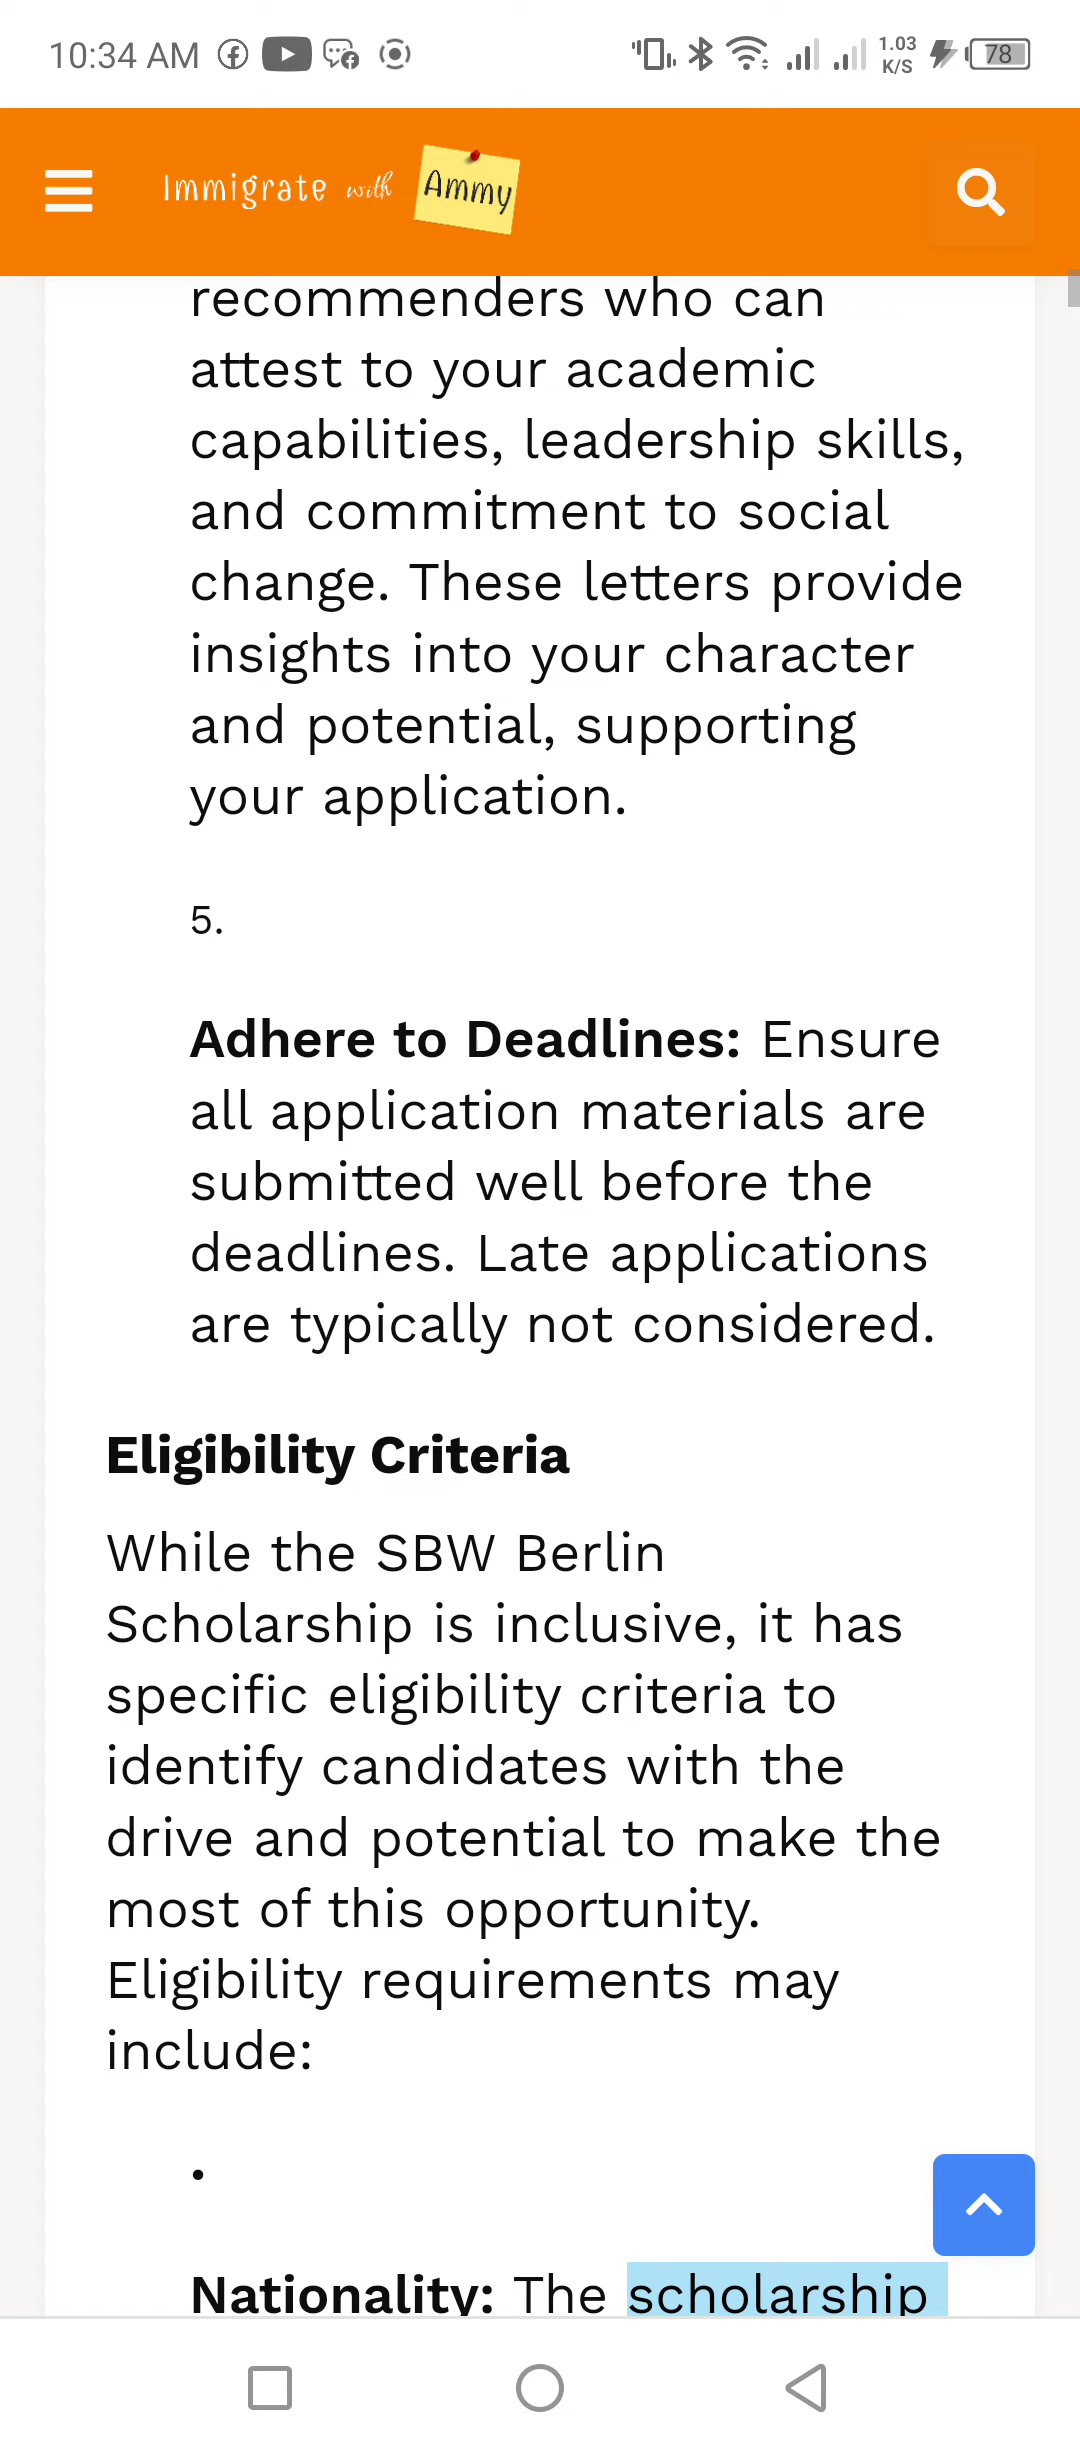 10:34 AM
1.03
K/S
78
Immigrate with Ammy
recommenders who can
attest to your academic
capabilities, leadership skills,
and commitment to social
change. These letters provide
insights into your character
and potential, supporting
your application.
5.
Adhere to Deadlines: Ensure
all application materials are
submitted well before the
deadlines. Late applications
are typically not considered.
Eligibility Criteria
While the SBW Berlin
Scholarship is inclusive, it has
specific eligibility criteria to
identify candidates with the
drive and potential to make the
most of this opportunity.
Eligibility requirements may
include:
•
Nationality: The scholarship